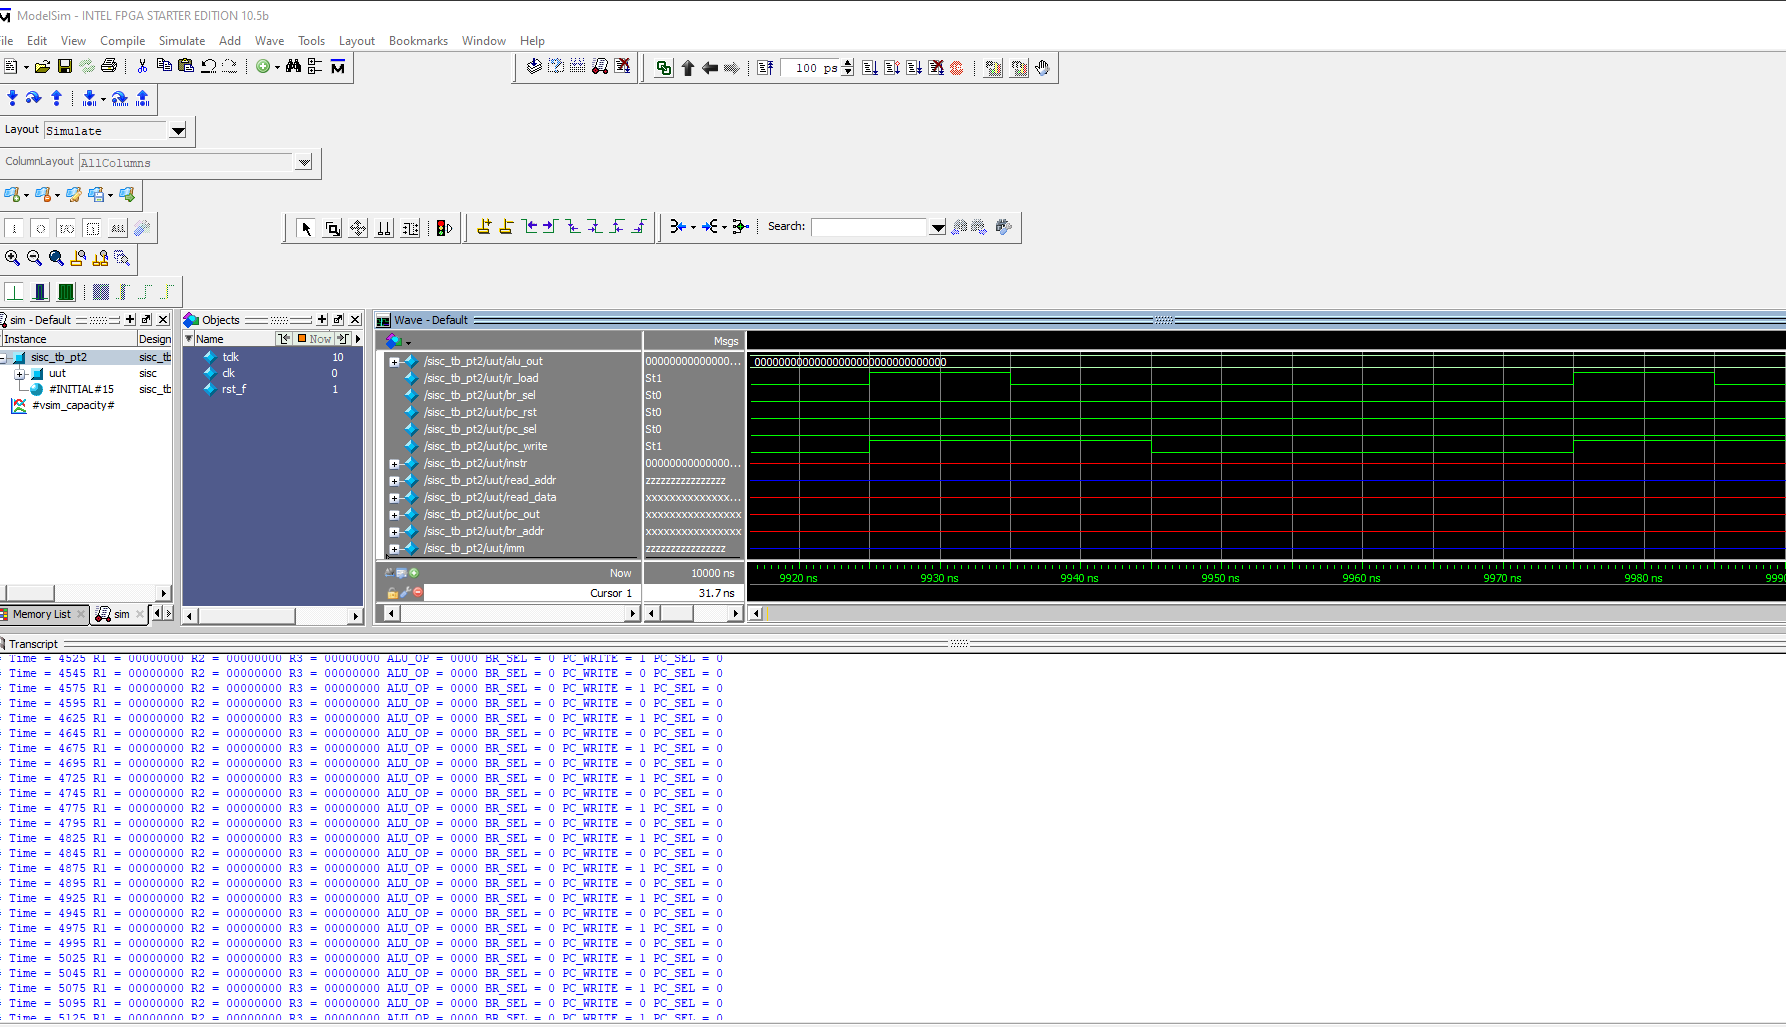 ModelSim - INTEL FPGA STARTER EDITION 10.5b
File Edit View Compile Simulate Add Wave Tools Layout Bookmarks Window Help
100 ps
Layout Simulate
ColumnLayout AllColumns
ALL
Search:
sim - Default
Instance Design
sisc_tb_pt2 sisc_tb
uut sisc
#INITIAL#15 sisc_tb
#vsim_capacity#
Memory List sim
Objects
Name Now
tclk 10
clk 0
rst_f 1
Wave - Default
Msgs
/sisc_tb_pt2/uut/alu_out 00000000000000... 00000000000000000000000000000000
/sisc_tb_pt2/uut/ir_load St1
/sisc_tb_pt2/uut/br_sel St0
/sisc_tb_pt2/uut/pc_rst St0
/sisc_tb_pt2/uut/pc_sel St0
/sisc_tb_pt2/uut/pc_write St1
/sisc_tb_pt2/uut/instr 00000000000000...
/sisc_tb_pt2/uut/read_addr zzzzzzzzzzzzzzzz
/sisc_tb_pt2/uut/read_data xxxxxxxxxxxxxx...
/sisc_tb_pt2/uut/pc_out xxxxxxxxxxxxxxxx
/sisc_tb_pt2/uut/br_addr xxxxxxxxxxxxxxxx
/sisc_tb_pt2/uut/imm zzzzzzzzzzzzzzzz
Now 10000 ns
9920 ns 9930 ns 9940 ns 9950 ns 9960 ns 9970 ns 9980 ns 9990
Cursor 1 31.7 ns
Transcript
Time = 4525 R1 = 00000000 R2 = 00000000 R3 = 00000000 ALU_OP = 0000 BR_SEL = 0 PC_WRITE = 1 PC_SEL = 0
Time = 4545 R1 = 00000000 R2 = 00000000 R3 = 00000000 ALU_OP = 0000 BR_SEL = 0 PC_WRITE = 0 PC_SEL = 0
Time = 4575 R1 = 00000000 R2 = 00000000 R3 = 00000000 ALU_OP = 0000 BR_SEL = 0 PC_WRITE = 1 PC_SEL = 0
Time = 4595 R1 = 00000000 R2 = 00000000 R3 = 00000000 ALU_OP = 0000 BR_SEL = 0 PC_WRITE = 0 PC_SEL = 0
Time = 4625 R1 = 00000000 R2 = 00000000 R3 = 00000000 ALU_OP = 0000 BR_SEL = 0 PC_WRITE = 1 PC_SEL = 0
Time = 4645 R1 = 00000000 R2 = 00000000 R3 = 00000000 ALU_OP = 0000 BR_SEL = 0 PC_WRITE = 0 PC_SEL = 0
Time = 4675 R1 = 00000000 R2 = 00000000 R3 = 00000000 ALU_OP = 0000 BR_SEL = 0 PC_WRITE = 1 PC_SEL = 0
Time = 4695 R1 = 00000000 R2 = 00000000 R3 = 00000000 ALU_OP = 0000 BR_SEL = 0 PC_WRITE = 0 PC_SEL = 0
Time = 4725 R1 = 00000000 R2 = 00000000 R3 = 00000000 ALU_OP = 0000 BR_SEL = 0 PC_WRITE = 1 PC_SEL = 0
Time = 4745 R1 = 00000000 R2 = 00000000 R3 = 00000000 ALU_OP = 0000 BR_SEL = 0 PC_WRITE = 0 PC_SEL = 0
Time = 4775 R1 = 00000000 R2 = 00000000 R3 = 00000000 ALU_OP = 0000 BR_SEL = 0 PC_WRITE = 1 PC_SEL = 0
Time = 4795 R1 = 00000000 R2 = 00000000 R3 = 00000000 ALU_OP = 0000 BR_SEL = 0 PC_WRITE = 0 PC_SEL = 0
Time = 4825 R1 = 00000000 R2 = 00000000 R3 = 00000000 ALU_OP = 0000 BR_SEL = 0 PC_WRITE = 1 PC_SEL = 0
Time = 4845 R1 = 00000000 R2 = 00000000 R3 = 00000000 ALU_OP = 0000 BR_SEL = 0 PC_WRITE = 0 PC_SEL = 0
Time = 4875 R1 = 00000000 R2 = 00000000 R3 = 00000000 ALU_OP = 0000 BR_SEL = 0 PC_WRITE = 1 PC_SEL = 0
Time = 4895 R1 = 00000000 R2 = 00000000 R3 = 00000000 ALU_OP = 0000 BR_SEL = 0 PC_WRITE = 0 PC_SEL = 0
Time = 4925 R1 = 00000000 R2 = 00000000 R3 = 00000000 ALU_OP = 0000 BR_SEL = 0 PC_WRITE = 1 PC_SEL = 0
Time = 4945 R1 = 00000000 R2 = 00000000 R3 = 00000000 ALU_OP = 0000 BR_SEL = 0 PC_WRITE = 0 PC_SEL = 0
Time = 4975 R1 = 00000000 R2 = 00000000 R3 = 00000000 ALU_OP = 0000 BR_SEL = 0 PC_WRITE = 1 PC_SEL = 0
Time = 4995 R1 = 00000000 R2 = 00000000 R3 = 00000000 ALU_OP = 0000 BR_SEL = 0 PC_WRITE = 0 PC_SEL = 0
Time = 5025 R1 = 00000000 R2 = 00000000 R3 = 00000000 ALU_OP = 0000 BR_SEL = 0 PC_WRITE = 1 PC_SEL = 0
Time = 5045 R1 = 00000000 R2 = 00000000 R3 = 00000000 ALU_OP = 0000 BR_SEL = 0 PC_WRITE = 0 PC_SEL = 0
Time = 5075 R1 = 00000000 R2 = 00000000 R3 = 00000000 ALU_OP = 0000 BR_SEL = 0 PC_WRITE = 1 PC_SEL = 0
Time = 5095 R1 = 00000000 R2 = 00000000 R3 = 00000000 ALU_OP = 0000 BR_SEL = 0 PC_WRITE = 0 PC_SEL = 0
Time = 5125 R1 = 00000000 R2 = 00000000 R3 = 00000000 ALU_OP = 0000 BR_SEL = 0 PC_WRITE = 1 PC_SEL = 0